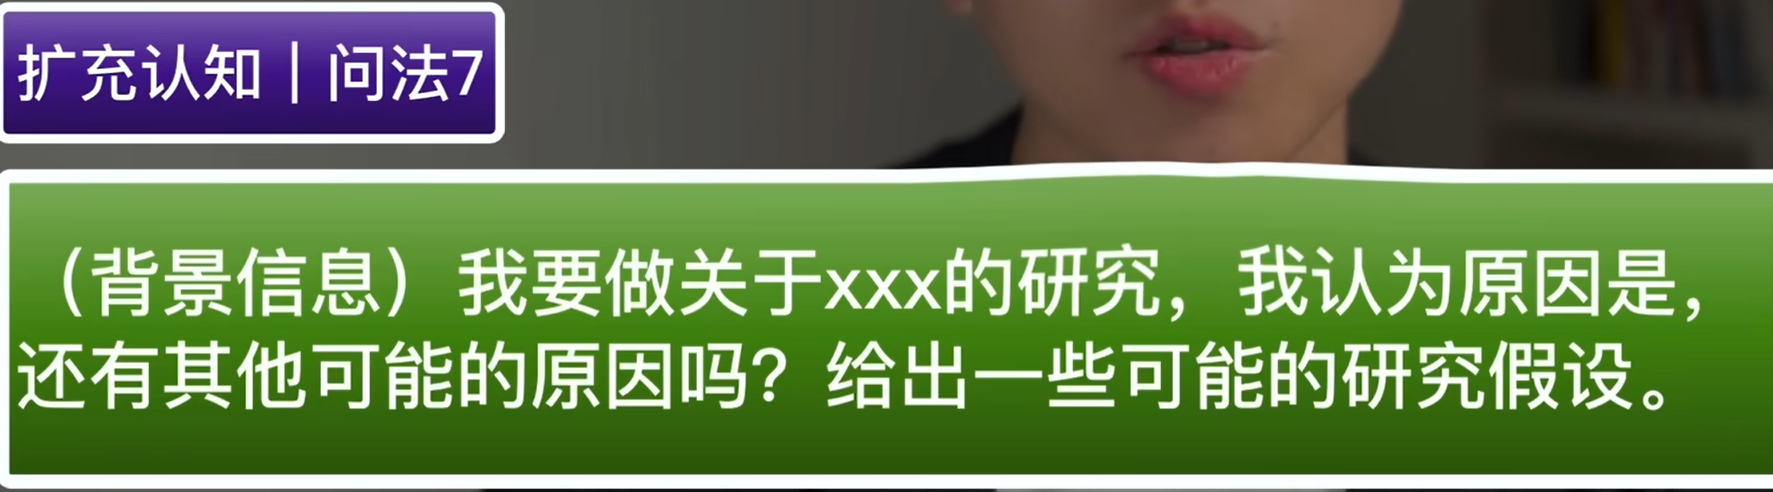 扩充认知｜问法7
（背景信息）我要做关于xxx的研究，我认为原因是，
还有其他可能的原因吗？给出一些可能的研究假设。